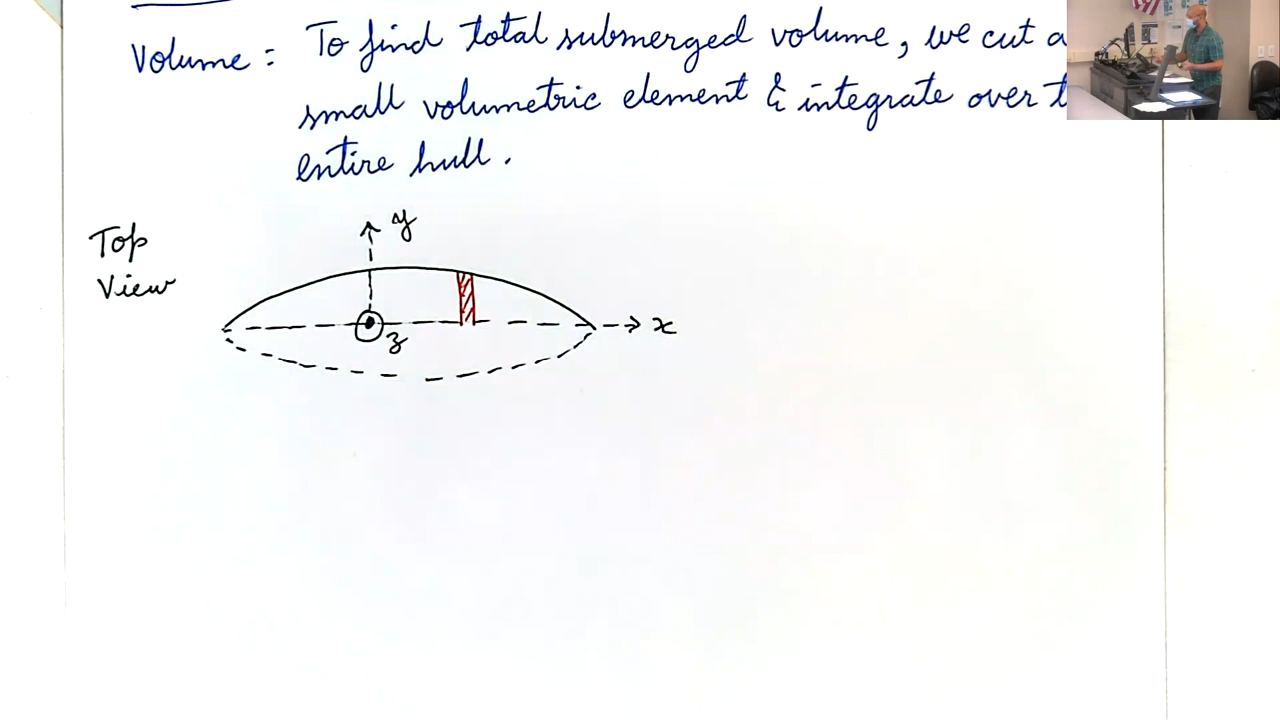 Volume : To find total submerged volume, we cut a
small volumetric element & integrate over
entire hull.
y
Top
View
x
z